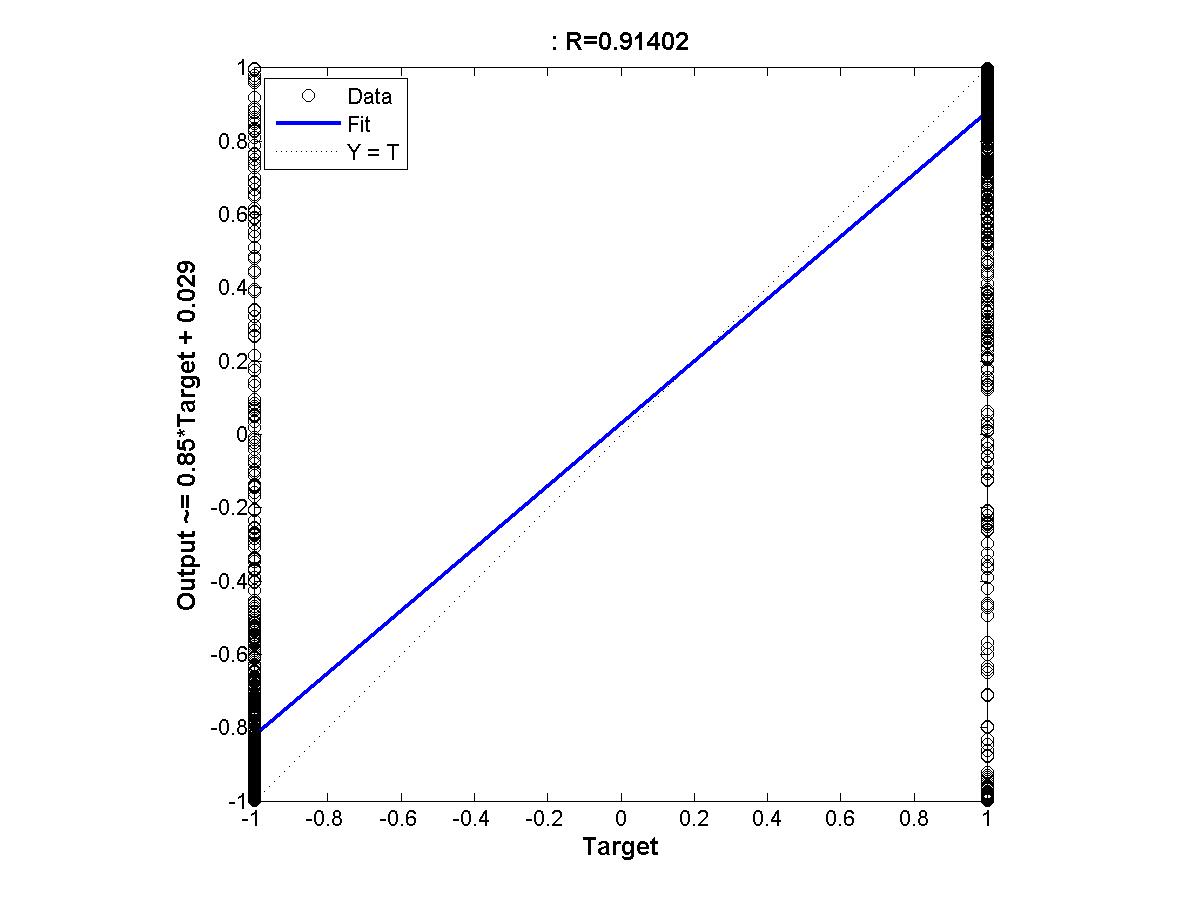 : R=0.91402
Data
Fit
Y = T
1
0.8
0.6
0.4
0.2
0
-0.2
-0.4
-0.6
-0.8
-1
Output ~= 0.85*Target + 0.029
-1 -0.8 -0.6 -0.4 -0.2 0 0.2 0.4 0.6 0.8 1
Target